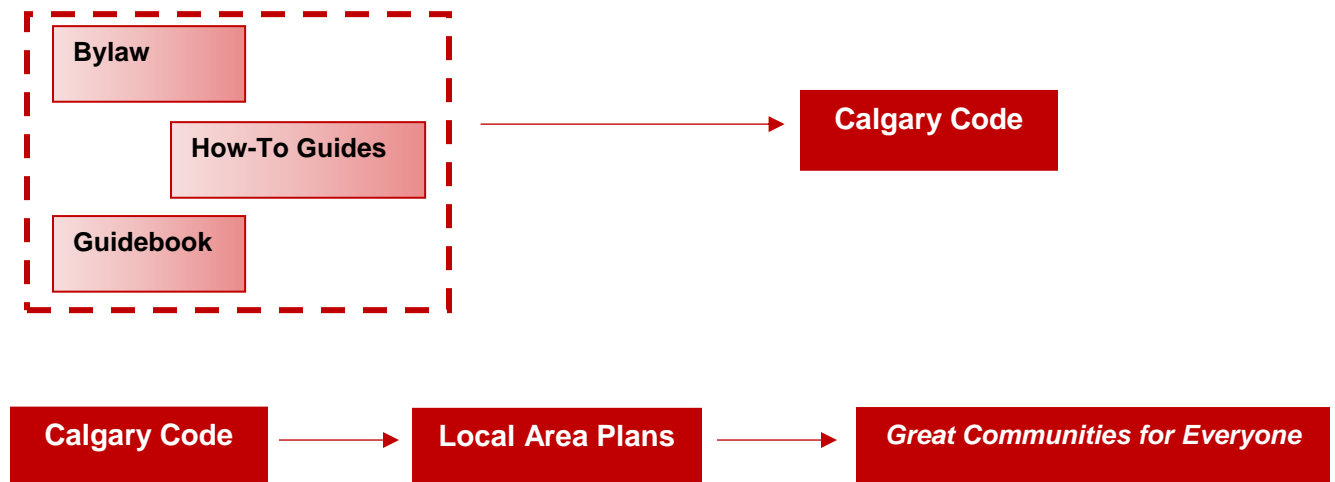 Bylaw
How-To Guides
Guidebook
Calgary Code
Calgary Code
Local Area Plans
Great Communities for Everyone